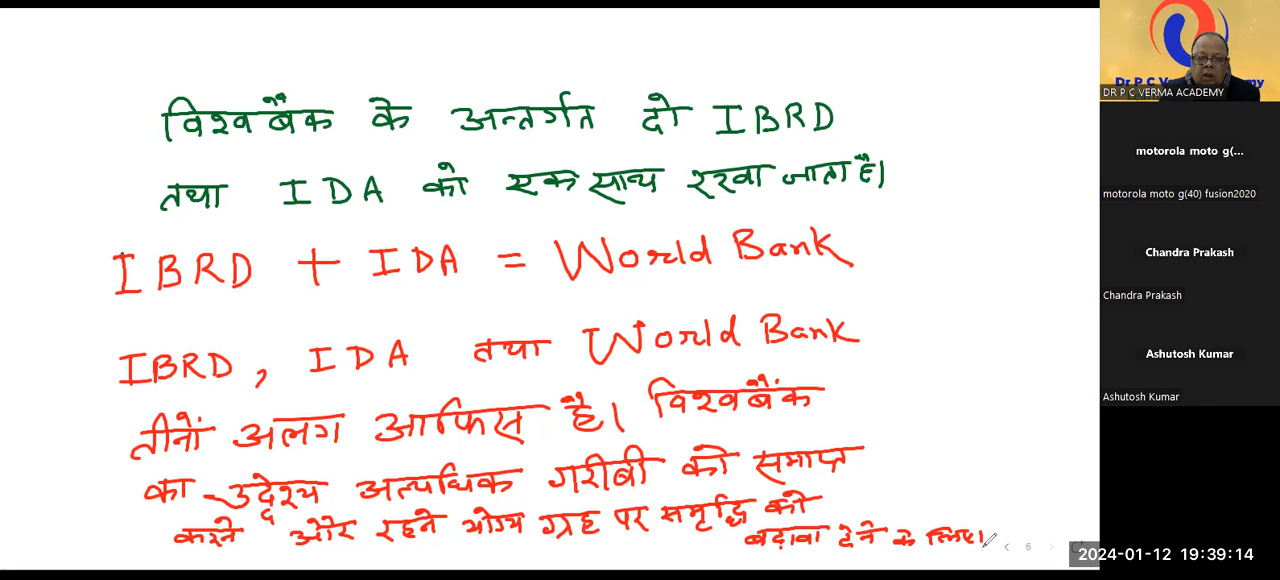 विश्वबैंक के अन्तर्गत दो IBRD
तथा IDA को एक साथ रखा जाता है।
IBRD + IDA = World Bank
IBRD, IDA तथा World Bank
तीनों अलग आफिस है। विश्वबैंक
का उद्देश्य अत्यधिक गरीबी को समाप्त
करने और रहने योग्य ग्रह पर समृद्धि को
बढ़ावा देने के लिए।
6
2024-01-12 19:39:14
DR P C VERMA ACADEMY
motorola moto g(...
motorola moto g(40) fusion2020
Chandra Prakash
Chandra Prakash
Ashutosh Kumar
Ashutosh Kumar